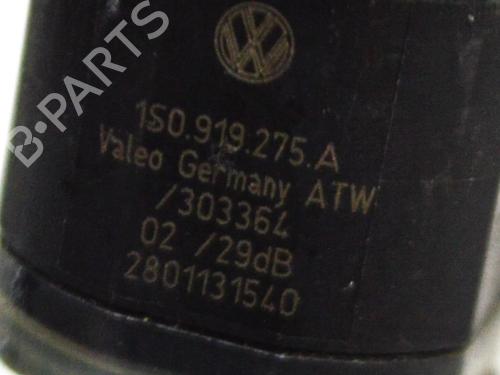 B-PARTS
1S0.919.275.A
Valeo Germany ATW
/303364
02 /29dB
2801131540